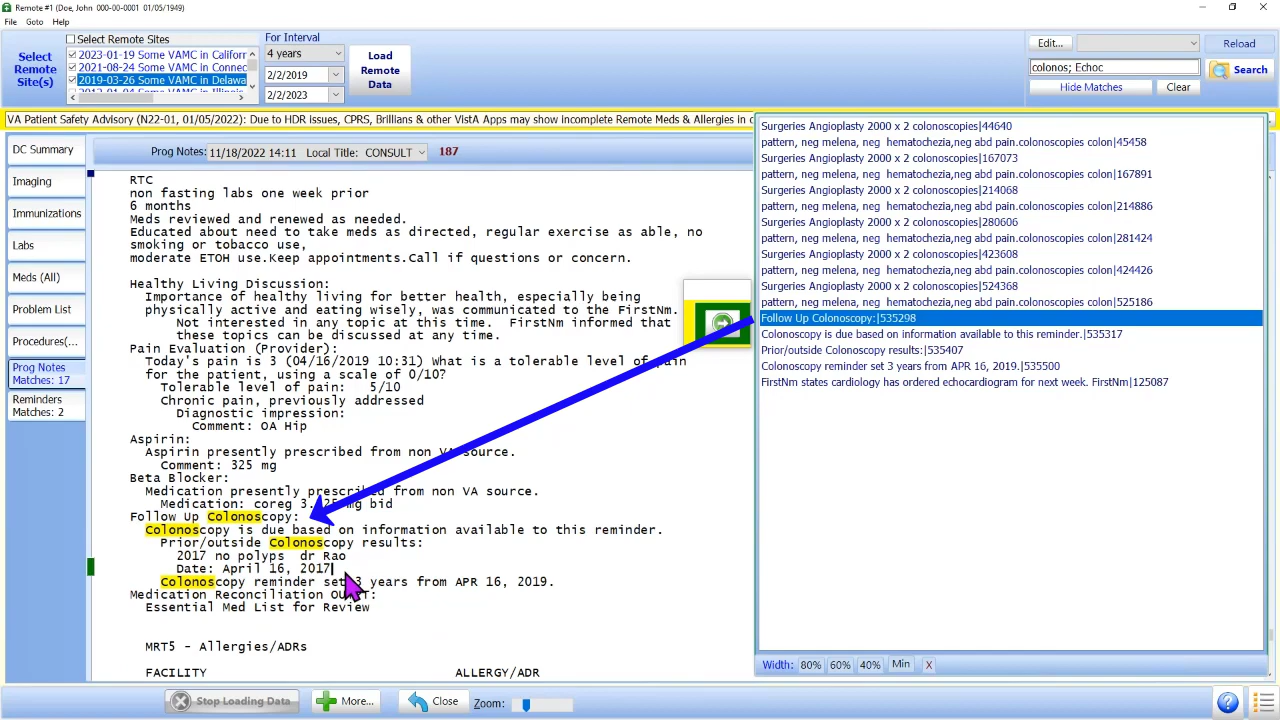 Remote #1 (Doe, John 000-00-0001 01/05/1949)
File Goto Help
Select Remote Site(s)
Select Remote Sites
2023-01-19 Some VAMC in Californ
2021-08-24 Some VAMC in Connec
2019-03-26 Some VAMC in Delawa
2012-01-04 Some VAMC in Illinois
For Interval
4 years
2/2/2019
2/2/2023
Load Remote Data
Edit...
Reload
colonos; Echoc
Search
Hide Matches
Clear
VA Patient Safety Advisory (N22-01, 01/05/2022): Due to HDR issues, CPRS, Brillians & other VistA Apps may show incomplete Remote Meds & Allergies in c
DC Summary
Imaging
Immunizations
Labs
Meds (All)
Problem List
Procedures(...
Prog Notes
Matches: 17
Reminders
Matches: 2
Prog Notes: 11/18/2022 14:11 Local Title: CONSULT 187
RTC
non fasting labs one week prior
6 months
Meds reviewed and renewed as needed.
Educated about need to take meds as directed, regular exercise as able, no
smoking or tobacco use,
moderate ETOH use.Keep appointments.Call if questions or concern.
Healthy Living Discussion:
Importance of healthy living for better health, especially being
physically active and eating wisely, was communicated to the FirstNm.
Not interested in any topic at this time. FirstNm informed that
these topics can be discussed at any time.
Pain Evaluation (Provider):
Today's pain is 3 (04/16/2019 10:31) What is a tolerable level of pain
for the patient, using a scale of 0/10?
Tolerable level of pain: 5/10
Chronic pain, previously addressed
Diagnostic impression:
Comment: OA Hip
Aspirin:
Aspirin presently prescribed from non VA source.
Comment: 325 mg
Beta Blocker:
Medication presently prescribed from non VA source.
Medication: coreg 3.125 mg bid
Follow Up Colonoscopy:
Colonoscopy is due based on information available to this reminder.
Prior/outside Colonoscopy results:
2017 no polyps dr Rao
Date: April 16, 2017
Colonoscopy reminder set 3 years from APR 16, 2019.
Medication Reconciliation
Essential Med List for Review
MRT5 - Allergies/ADRs
FACILITY ALLERGY/ADR
Surgeries Angioplasty 2000 x 2 colonoscopies|44640
pattern, neg melena, neg hematochezia,neg abd pain.colonoscopies colon|45458
Surgeries Angioplasty 2000 x 2 colonoscopies|167073
pattern, neg melena, neg hematochezia,neg abd pain.colonoscopies colon|167891
Surgeries Angioplasty 2000 x 2 colonoscopies|214068
pattern, neg melena, neg hematochezia,neg abd pain.colonoscopies colon|214886
Surgeries Angioplasty 2000 x 2 colonoscopies|280606
pattern, neg melena, neg hematochezia,neg abd pain.colonoscopies colon|281424
Surgeries Angioplasty 2000 x 2 colonoscopies|423608
pattern, neg melena, neg hematochezia,neg abd pain.colonoscopies colon|424426
Surgeries Angioplasty 2000 x 2 colonoscopies|524368
pattern, neg melena, neg hematochezia,neg abd pain.colonoscopies colon|525186
Follow Up Colonoscopy:|535298
Colonoscopy is due based on information available to this reminder.|535317
Prior/outside Colonoscopy results:|535407
Colonoscopy reminder set 3 years from APR 16, 2019.|535500
FirstNm states cardiology has ordered echocardiogram for next week. FirstNm|125087
Width: 80% 60% 40% Min X
Stop Loading Data
More...
Close
Zoom: